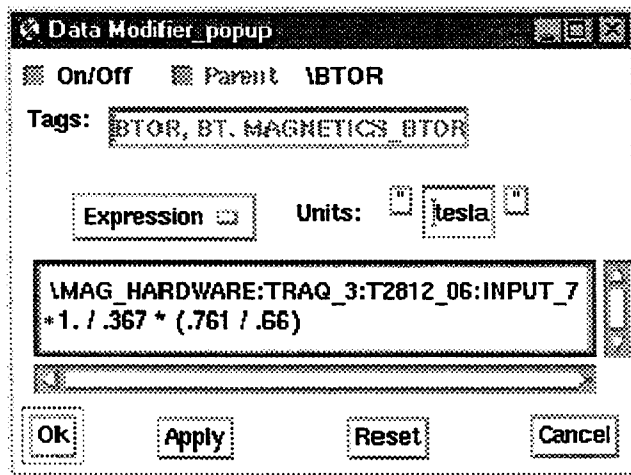 Data Modifier_popup
On/Off Parent \BTOR
Tags: BTOR, BT, MAGNETICS_BTOR
Expression Units: " tesla "
\MAG_HARDWARE:TRAQ_3:T2812_06:INPUT_7
*1. / .367 * (.761 / .66)
Ok Apply Reset Cancel